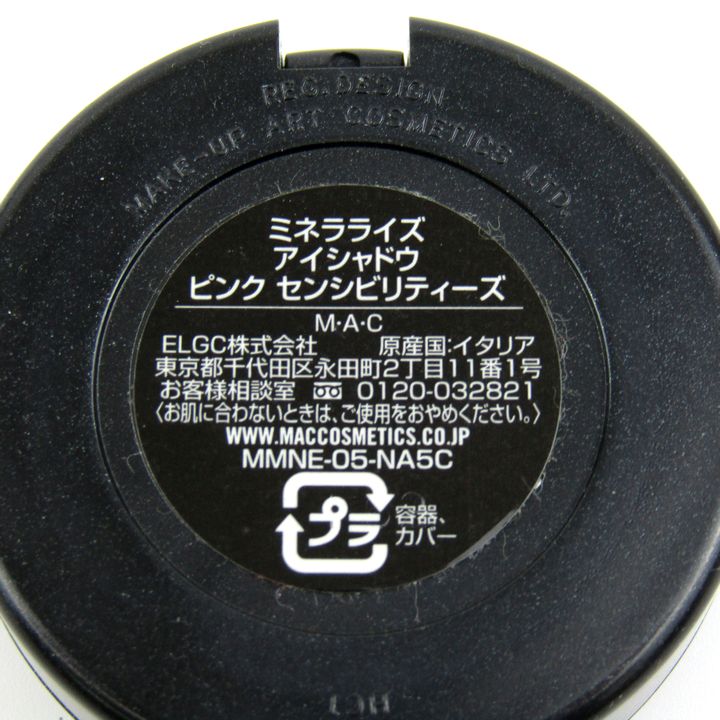 REG.DESIGN
MAKE-UP ART COSMETICS LTD.
ミネラライズ
アイシャドウ
ピンク センシビリティーズ
M・A・C
ELGC株式会社 原産国:イタリア
東京都千代田区永田町2丁目11番1号
お客様相談室 0120-032821
〈お肌に合わないときは、ご使用をおやめください。〉
WWW.MACCOSMETICS.CO.JP
MMNE-05-NA5C
プラ
容器、
カバー